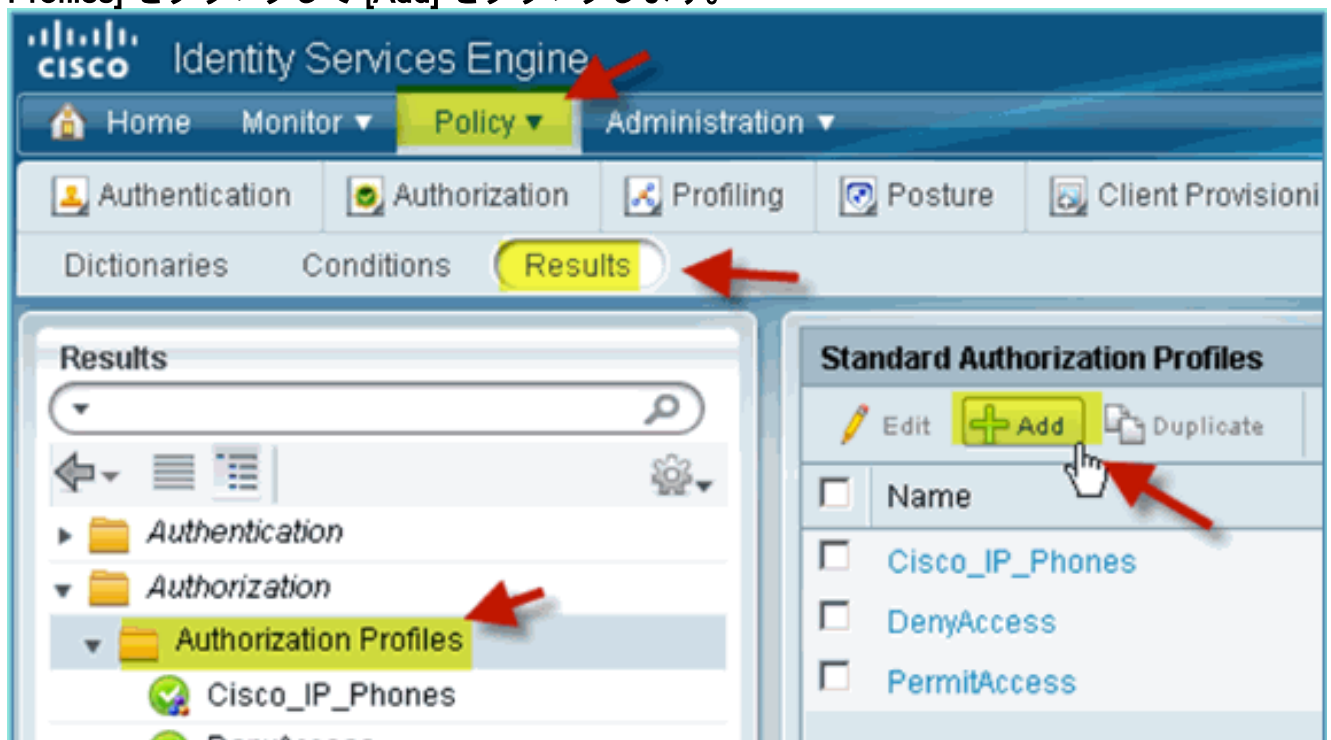 Profiles] をクリックして [Add] をクリックします。
CISCO Identity Services Engine
Home Monitor Policy Administration
Authentication Authorization Profiling Posture Client Provisioni
Dictionaries Conditions Results
Results
Authentication
Authorization
Authorization Profiles
Cisco_IP_Phones
DenyAccess
Standard Authorization Profiles
Edit Add Duplicate
Name
Cisco_IP_Phones
DenyAccess
PermitAccess